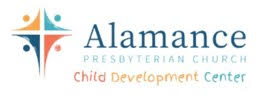 Alamance
PRESBYTERIAN CHURCH
Child Development Center